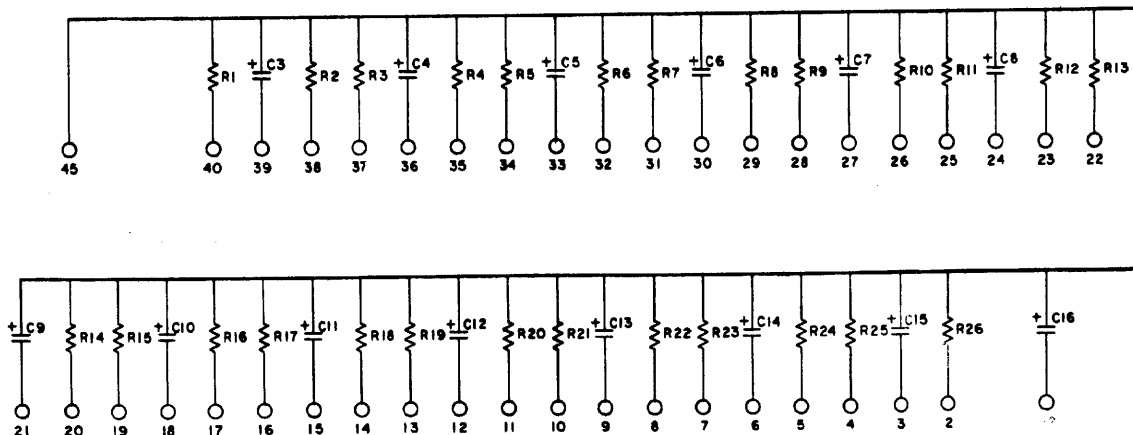 + C3 + C4 + C5 + C6 + C7 + C8
R1 R2 R3 R4 R5 R6 R7 R8 R9 R10 R11 R12 R13
45 40 39 38 37 36 35 34 33 32 31 30 29 28 27 26 25 24 23 22
+ C9 + C10 + C11 + C12 + C13 + C14 + C15 + C16
R14 R15 R16 R17 R18 R19 R20 R21 R22 R23 R24 R25 R26
21 20 19 18 17 16 15 14 13 12 11 10 9 8 7 6 5 4 3 2